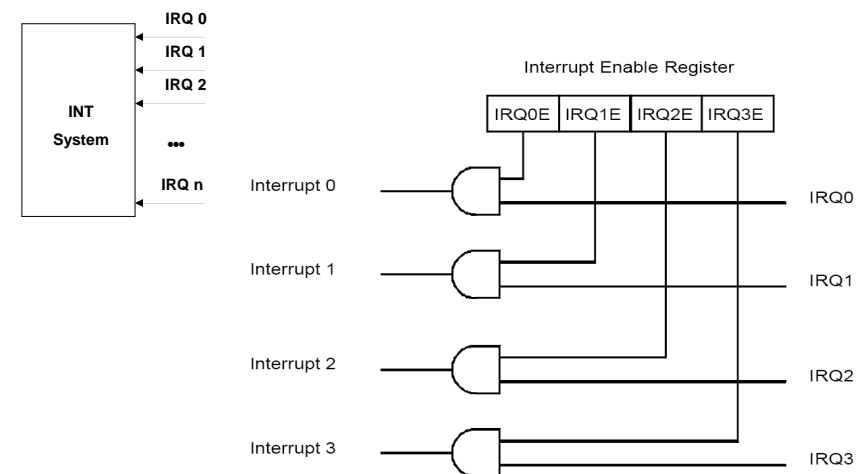 IRQ 0
IRQ 1
IRQ 2
INT
System
•••
IRQ n
Interrupt Enable Register
IRQ0E IRQ1E IRQ2E IRQ3E
Interrupt 0
IRQ0
Interrupt 1
IRQ1
Interrupt 2
IRQ2
Interrupt 3
IRQ3